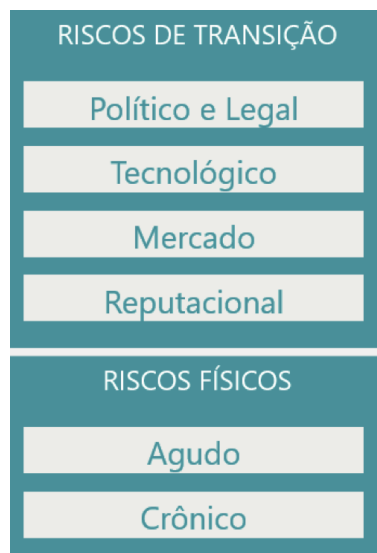 RISCOS DE TRANSIÇÃO
Político e Legal
Tecnológico
Mercado
Reputacional
RISCOS FÍSICOS
Agudo
Crônico